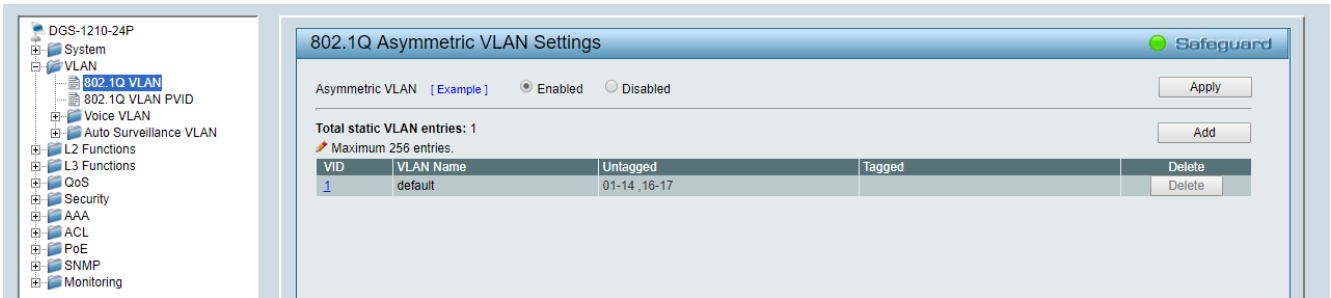 DGS-1210-24P
System
VLAN
802.1Q VLAN
802.1Q VLAN PVID
Voice VLAN
Auto Surveillance VLAN
L2 Functions
L3 Functions
QoS
Security
AAA
ACL
PoE
SNMP
Monitoring
802.1Q Asymmetric VLAN Settings Safeguard
Asymmetric VLAN [ Example ] Enabled Disabled Apply
Total static VLAN entries: 1 Add
Maximum 256 entries.
VID VLAN Name Untagged Tagged Delete
1 default 01-14 ,16-17 Delete